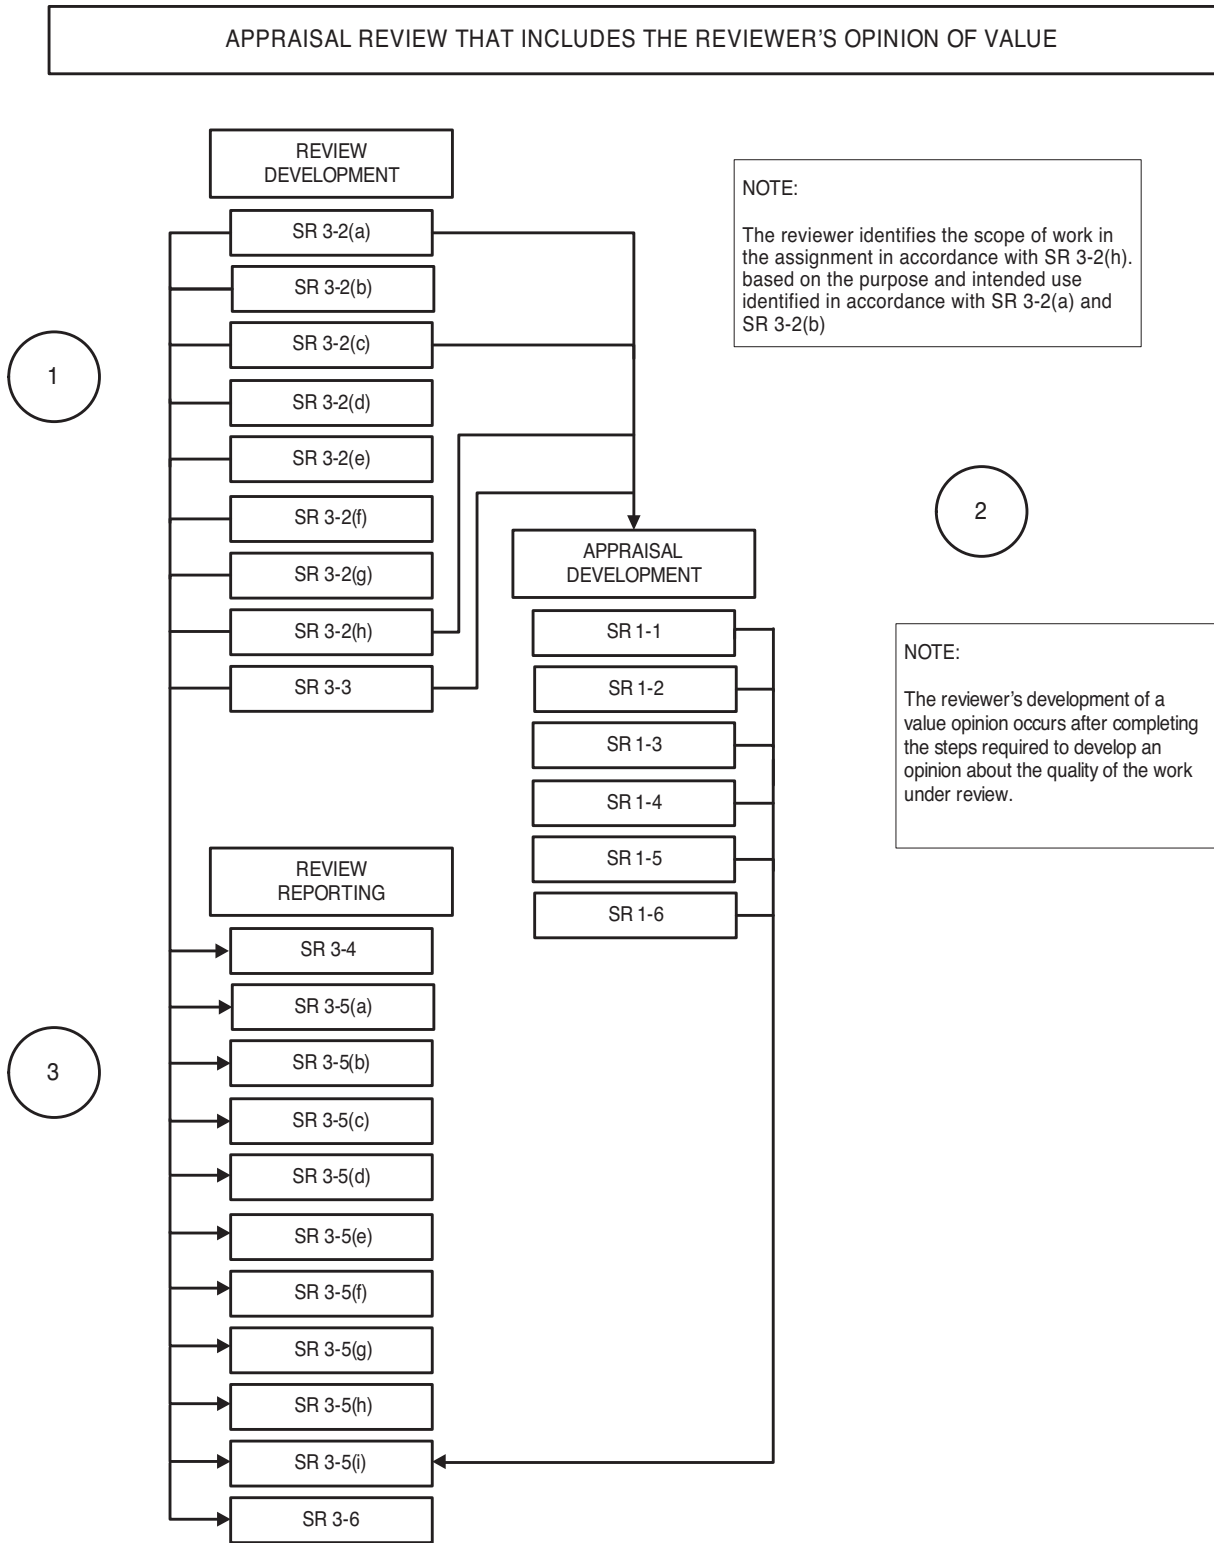 APPRAISAL REVIEW THAT INCLUDES THE REVIEWER'S OPINION OF VALUE
REVIEW
DEVELOPMENT
SR 3-2(a)
SR 3-2(b)
SR 3-2(c)
SR 3-2(d)
SR 3-2(e)
SR 3-2(f)
SR 3-2(g)
SR 3-2(h)
SR 3-3
1
NOTE:
The reviewer identifies the scope of work in
the assignment in accordance with SR 3-2(h).
based on the purpose and intended use
identified in accordance with SR 3-2(a) and
SR 3-2(b)
2
APPRAISAL
DEVELOPMENT
SR 1-1
SR 1-2
SR 1-3
SR 1-4
SR 1-5
SR 1-6
NOTE:
The reviewer's development of a
value opinion occurs after completing
the steps required to develop an
opinion about the quality of the work
under review.
REVIEW
REPORTING
SR 3-4
SR 3-5(a)
SR 3-5(b)
SR 3-5(c)
SR 3-5(d)
SR 3-5(e)
SR 3-5(f)
SR 3-5(g)
SR 3-5(h)
SR 3-5(i)
SR 3-6
3